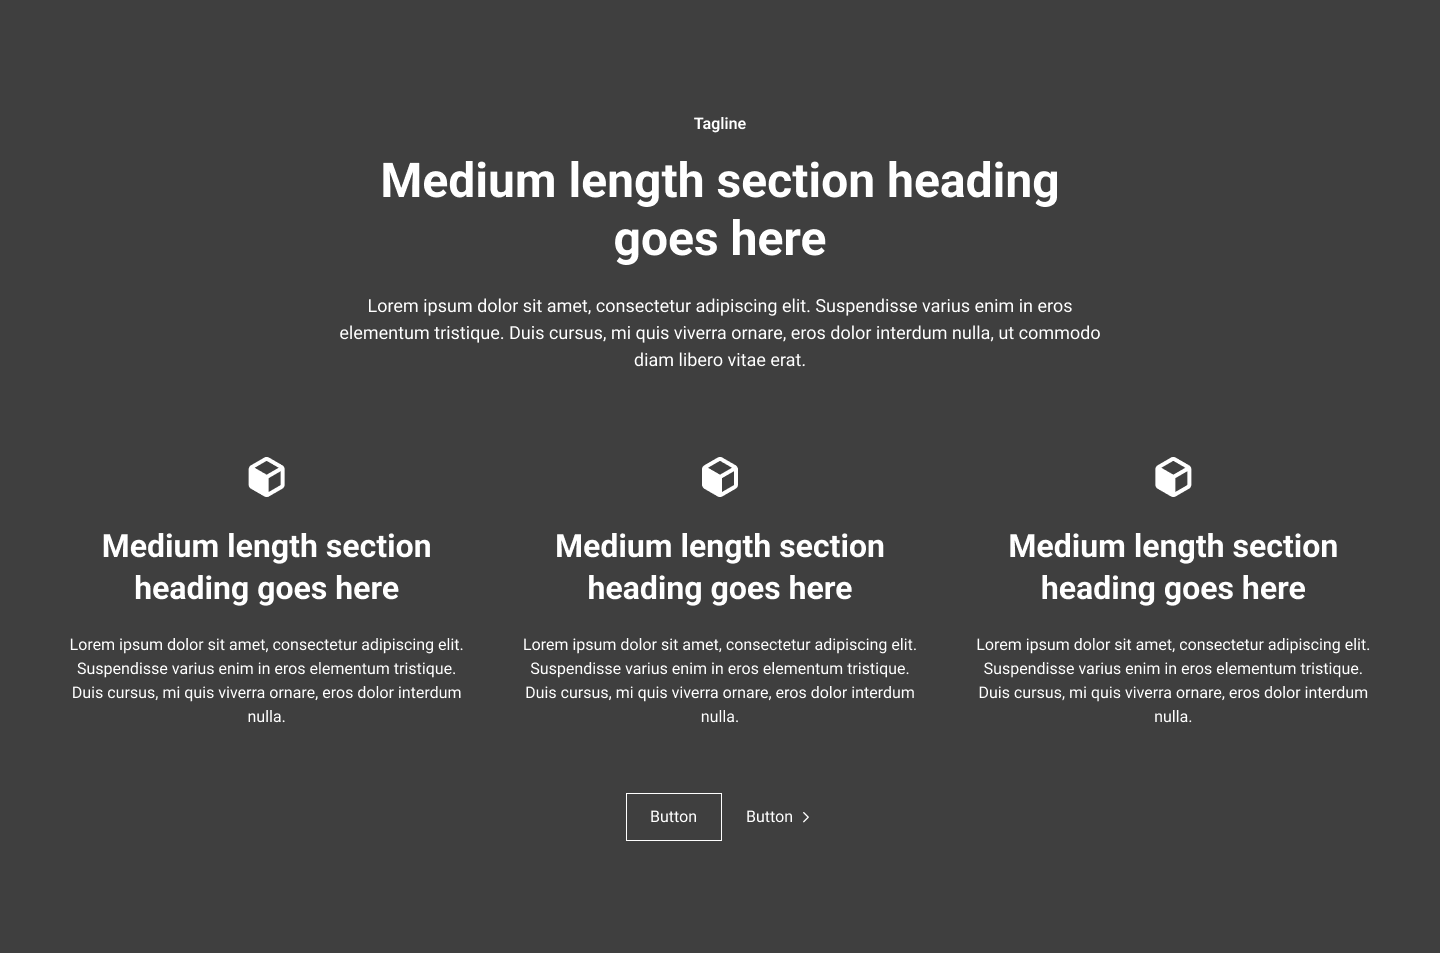 Tagline
Medium length section heading
goes here
Lorem ipsum dolor sit amet, consectetur adipiscing elit. Suspendisse varius enim in eros
elementum tristique. Duis cursus, mi quis viverra ornare, eros dolor interdum nulla, ut commodo
diam libero vitae erat.
Medium length section
heading goes here
Lorem ipsum dolor sit amet, consectetur adipiscing elit.
Suspendisse varius enim in eros elementum tristique.
Duis cursus, mi quis viverra ornare, eros dolor interdum
nulla.
Medium length section
heading goes here
Lorem ipsum dolor sit amet, consectetur adipiscing elit.
Suspendisse varius enim in eros elementum tristique.
Duis cursus, mi quis viverra ornare, eros dolor interdum
nulla.
Medium length section
heading goes here
Lorem ipsum dolor sit amet, consectetur adipiscing elit.
Suspendisse varius enim in eros elementum tristique.
Duis cursus, mi quis viverra ornare, eros dolor interdum
nulla.
Button
Button